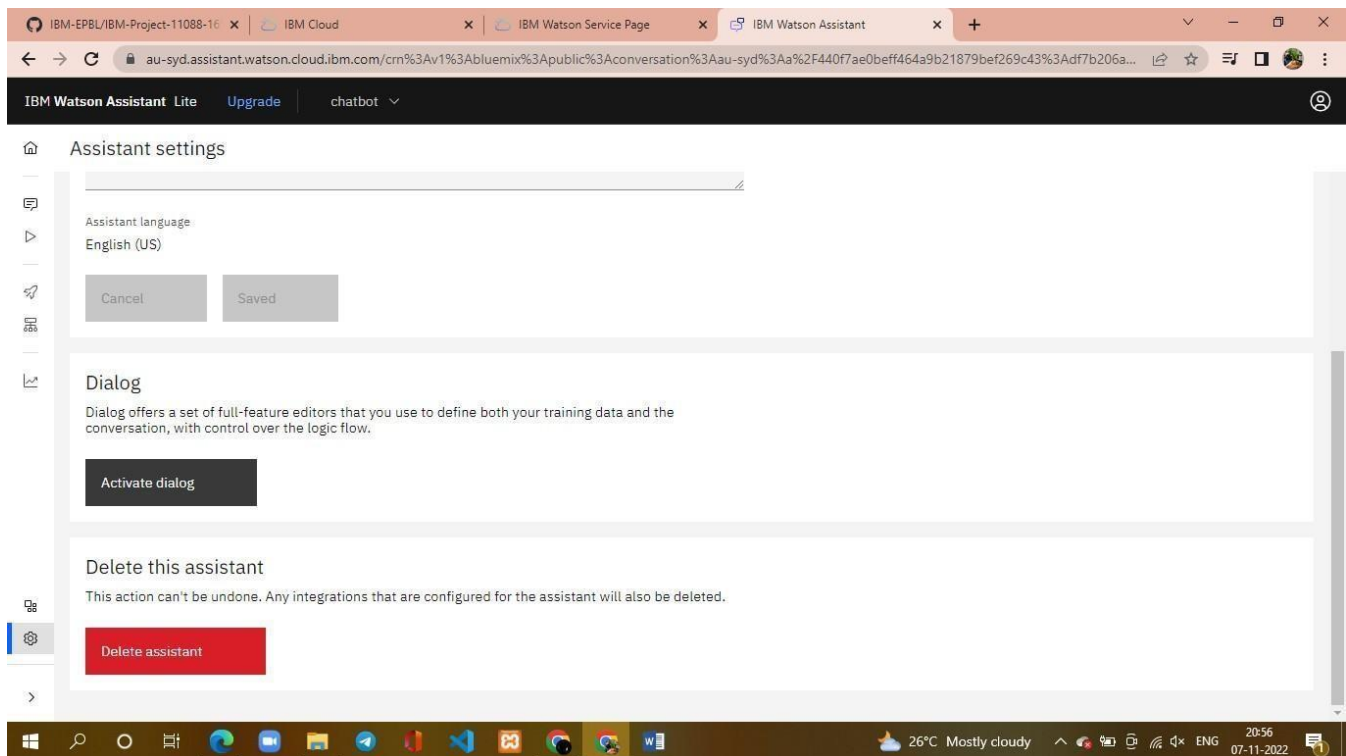 IBM-EPBL/IBM-Project-11088-16
IBM Cloud
IBM Watson Service Page
IBM Watson Assistant
au-syd.assistant.watson.cloud.ibm.com/crn%3Av1%3Abluemix%3Apublic%3Aconversation%3Aau-syd%3Aa%2F440f7ae0beff464a9b21879bef269c43%3Adf7b206a...
IBM Watson Assistant Lite Upgrade chatbot
Assistant settings
Assistant language
English (US)
Cancel Saved
Dialog
Dialog offers a set of full-feature editors that you use to define both your training data and the
conversation, with control over the logic flow.
Activate dialog
Delete this assistant
This action can't be undone. Any integrations that are configured for the assistant will also be deleted.
Delete assistant
26°C Mostly cloudy ENG
20:56
07-11-2022